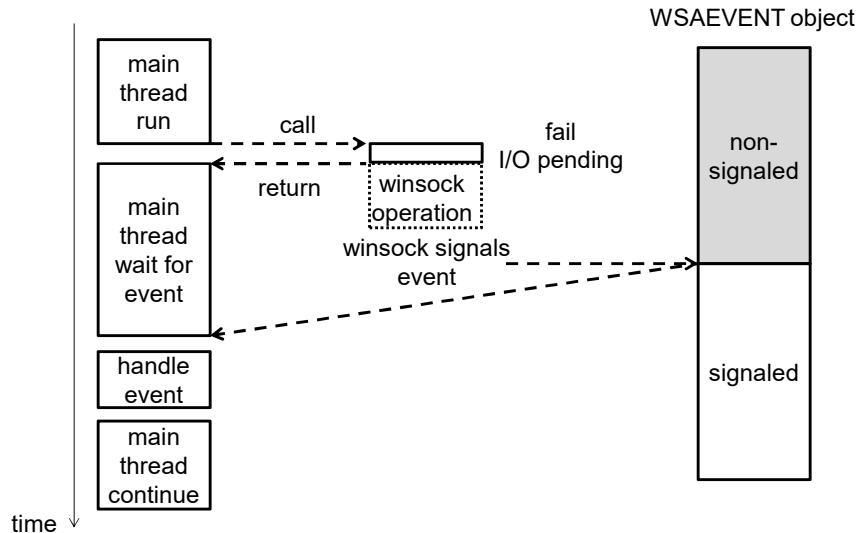 WSAEVENT object
main
thread
run
call
fail
I/O pending
non-
signaled
return
winsock
operation
main
thread
wait for
event
winsock signals
event
handle
event
signaled
main
thread
continue
time